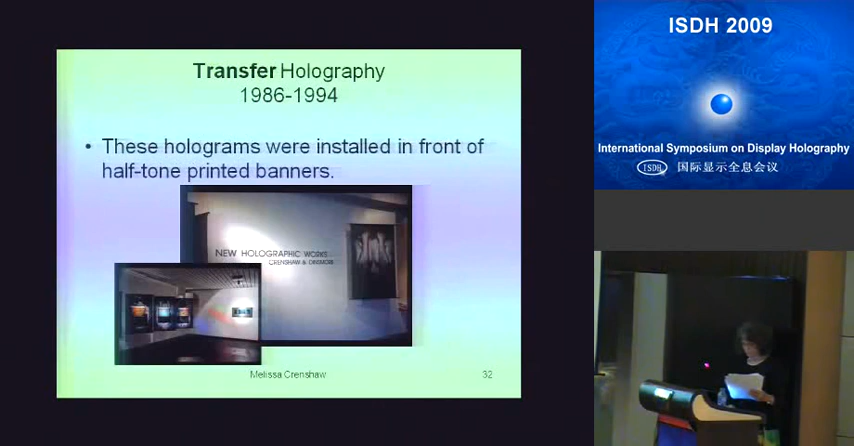 Transfer Holography
1986-1994
• These holograms were installed in front of
half-tone printed banners.
NEW HOLOGRAPHIC WORKS
CRENSHAW & DINSMORE
Melissa Crenshaw
32
ISDH 2009
International Symposium on Display Holography
ISDH 国际显示全息会议